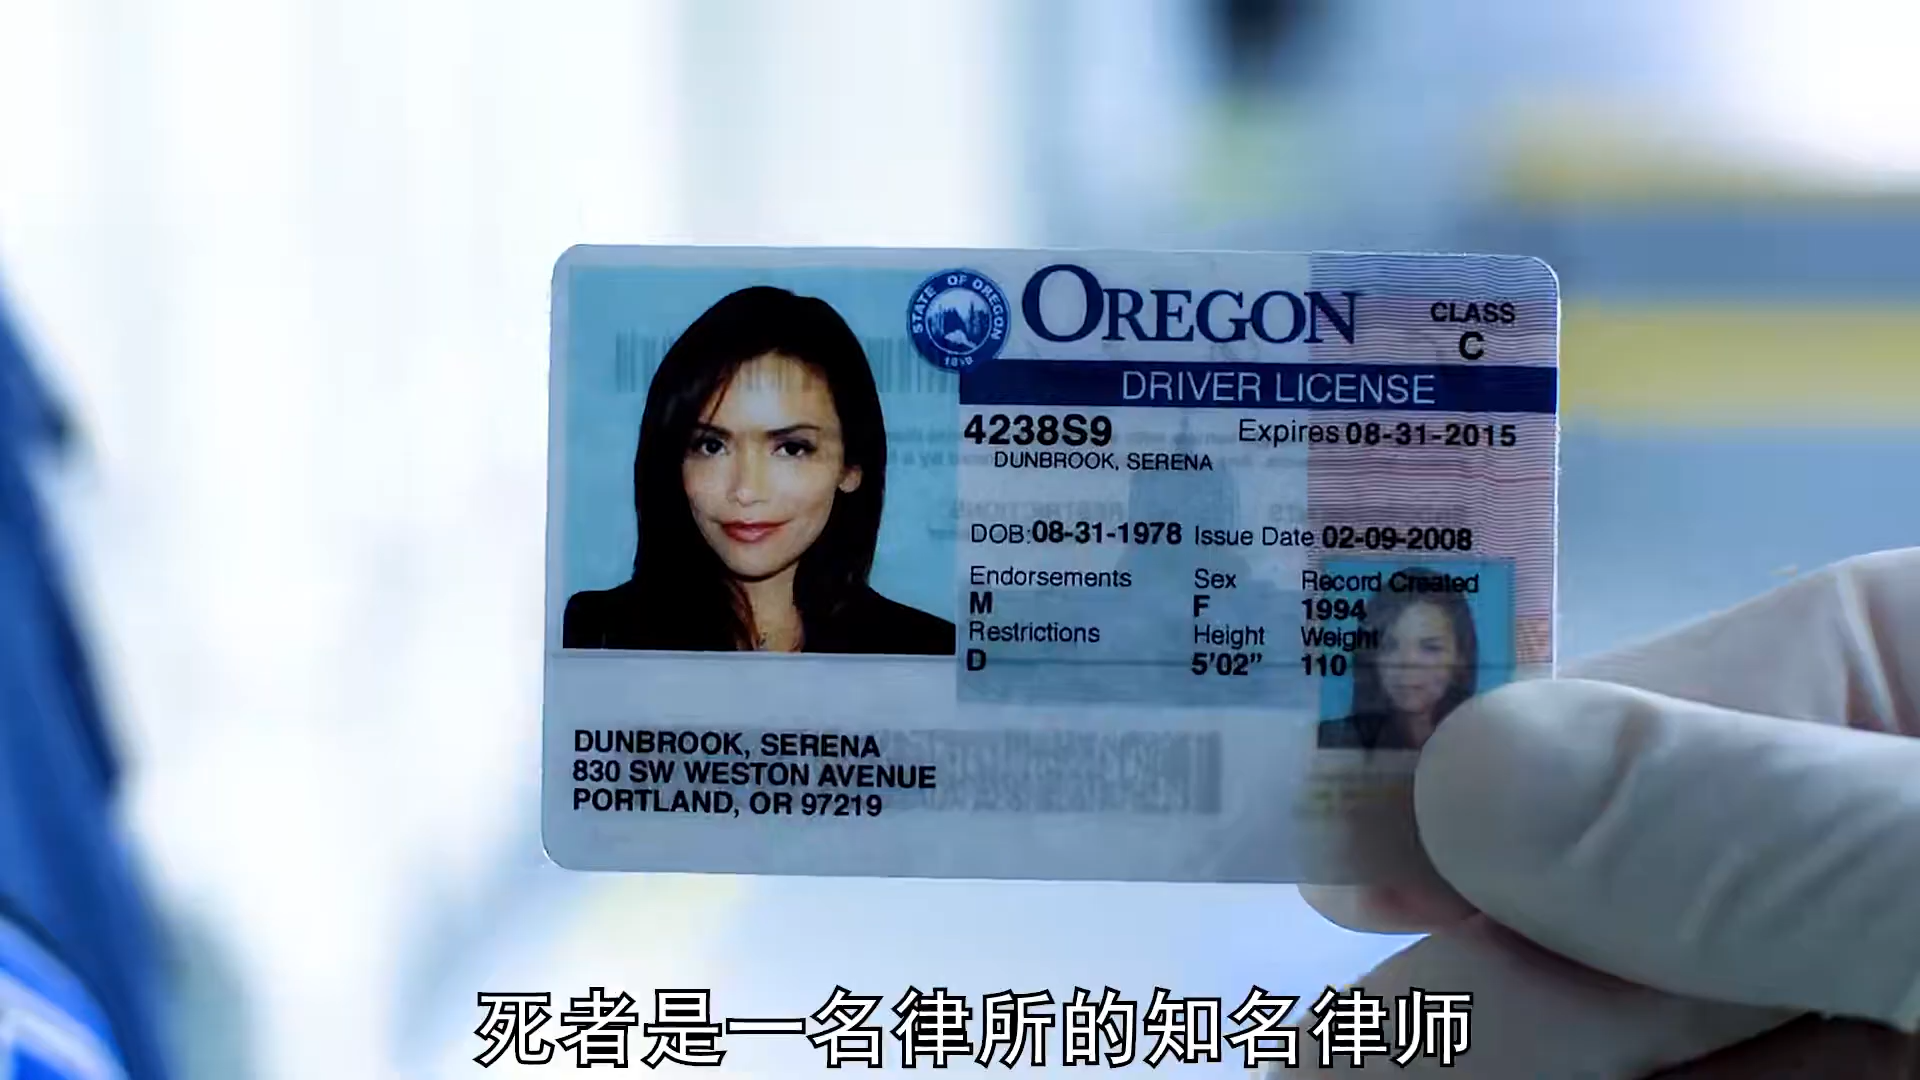 STATE OF OREGON
1859
OREGON
CLASS
C
DRIVER LICENSE
4238S9
Expires 08-31-2015
DUNBROOK, SERENA
DOB:08-31-1978 Issue Date 02-09-2008
Endorsements Sex Record Created
M F 1994
Restrictions Height Weight
D 5'02" 110
DUNBROOK, SERENA
830 SW WESTON AVENUE
PORTLAND, OR 97219
死者是一名律所的知名律师